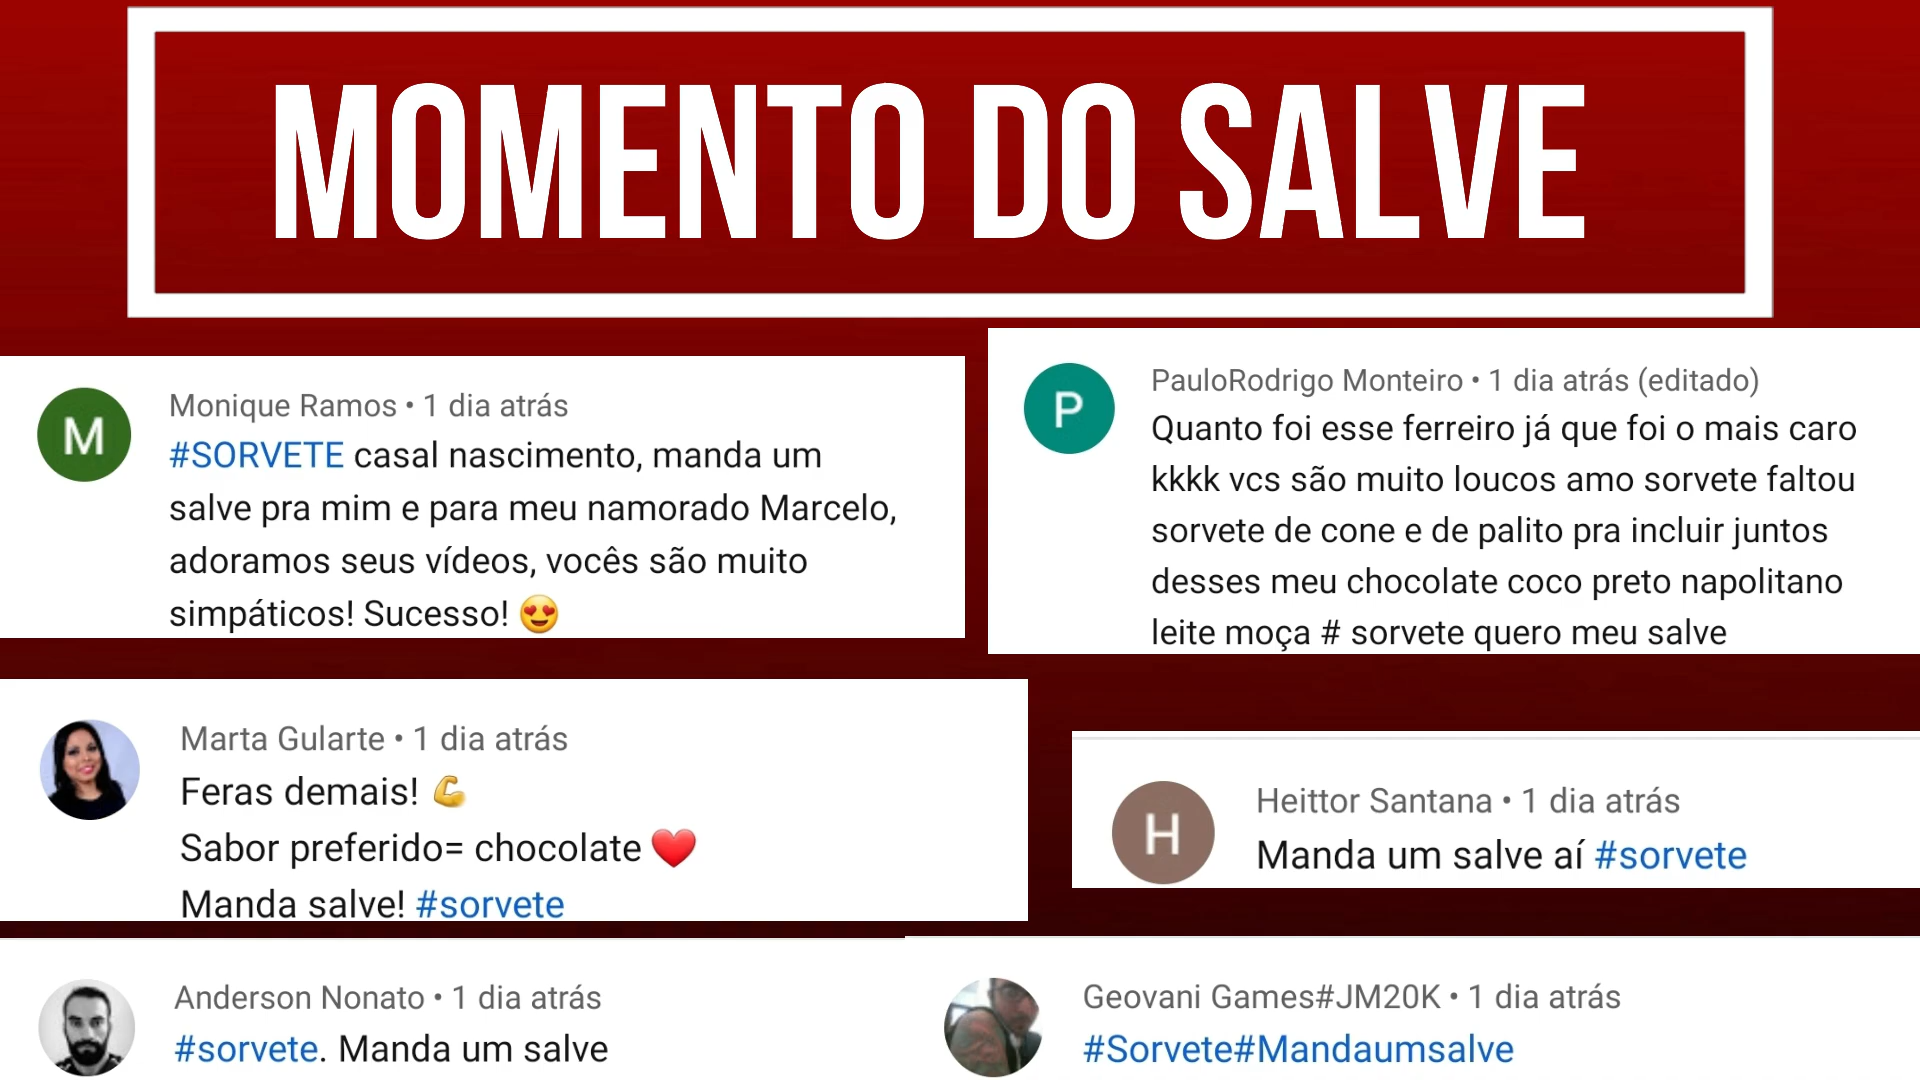 MOMENTO DO SALVE
M
Monique Ramos • 1 dia atrás
#SORVETE casal nascimento, manda um
salve pra mim e para meu namorado Marcelo,
adoramos seus vídeos, vocês são muito
simpáticos! Sucesso! 😍
P
PauloRodrigo Monteiro • 1 dia atrás (editado)
Quanto foi esse ferreiro já que foi o mais caro
kkkk vcs são muito loucos amo sorvete faltou
sorvete de cone e de palito pra incluir juntos
desses meu chocolate coco preto napolitano
leite moça # sorvete quero meu salve
Marta Gularte • 1 dia atrás
Feras demais! 💪
Sabor preferido= chocolate ❤️
Manda salve! #sorvete
H
Heittor Santana • 1 dia atrás
Manda um salve aí #sorvete
Anderson Nonato • 1 dia atrás
#sorvete. Manda um salve
Geovani Games#JM20K • 1 dia atrás
#Sorvete#Mandaumsalve